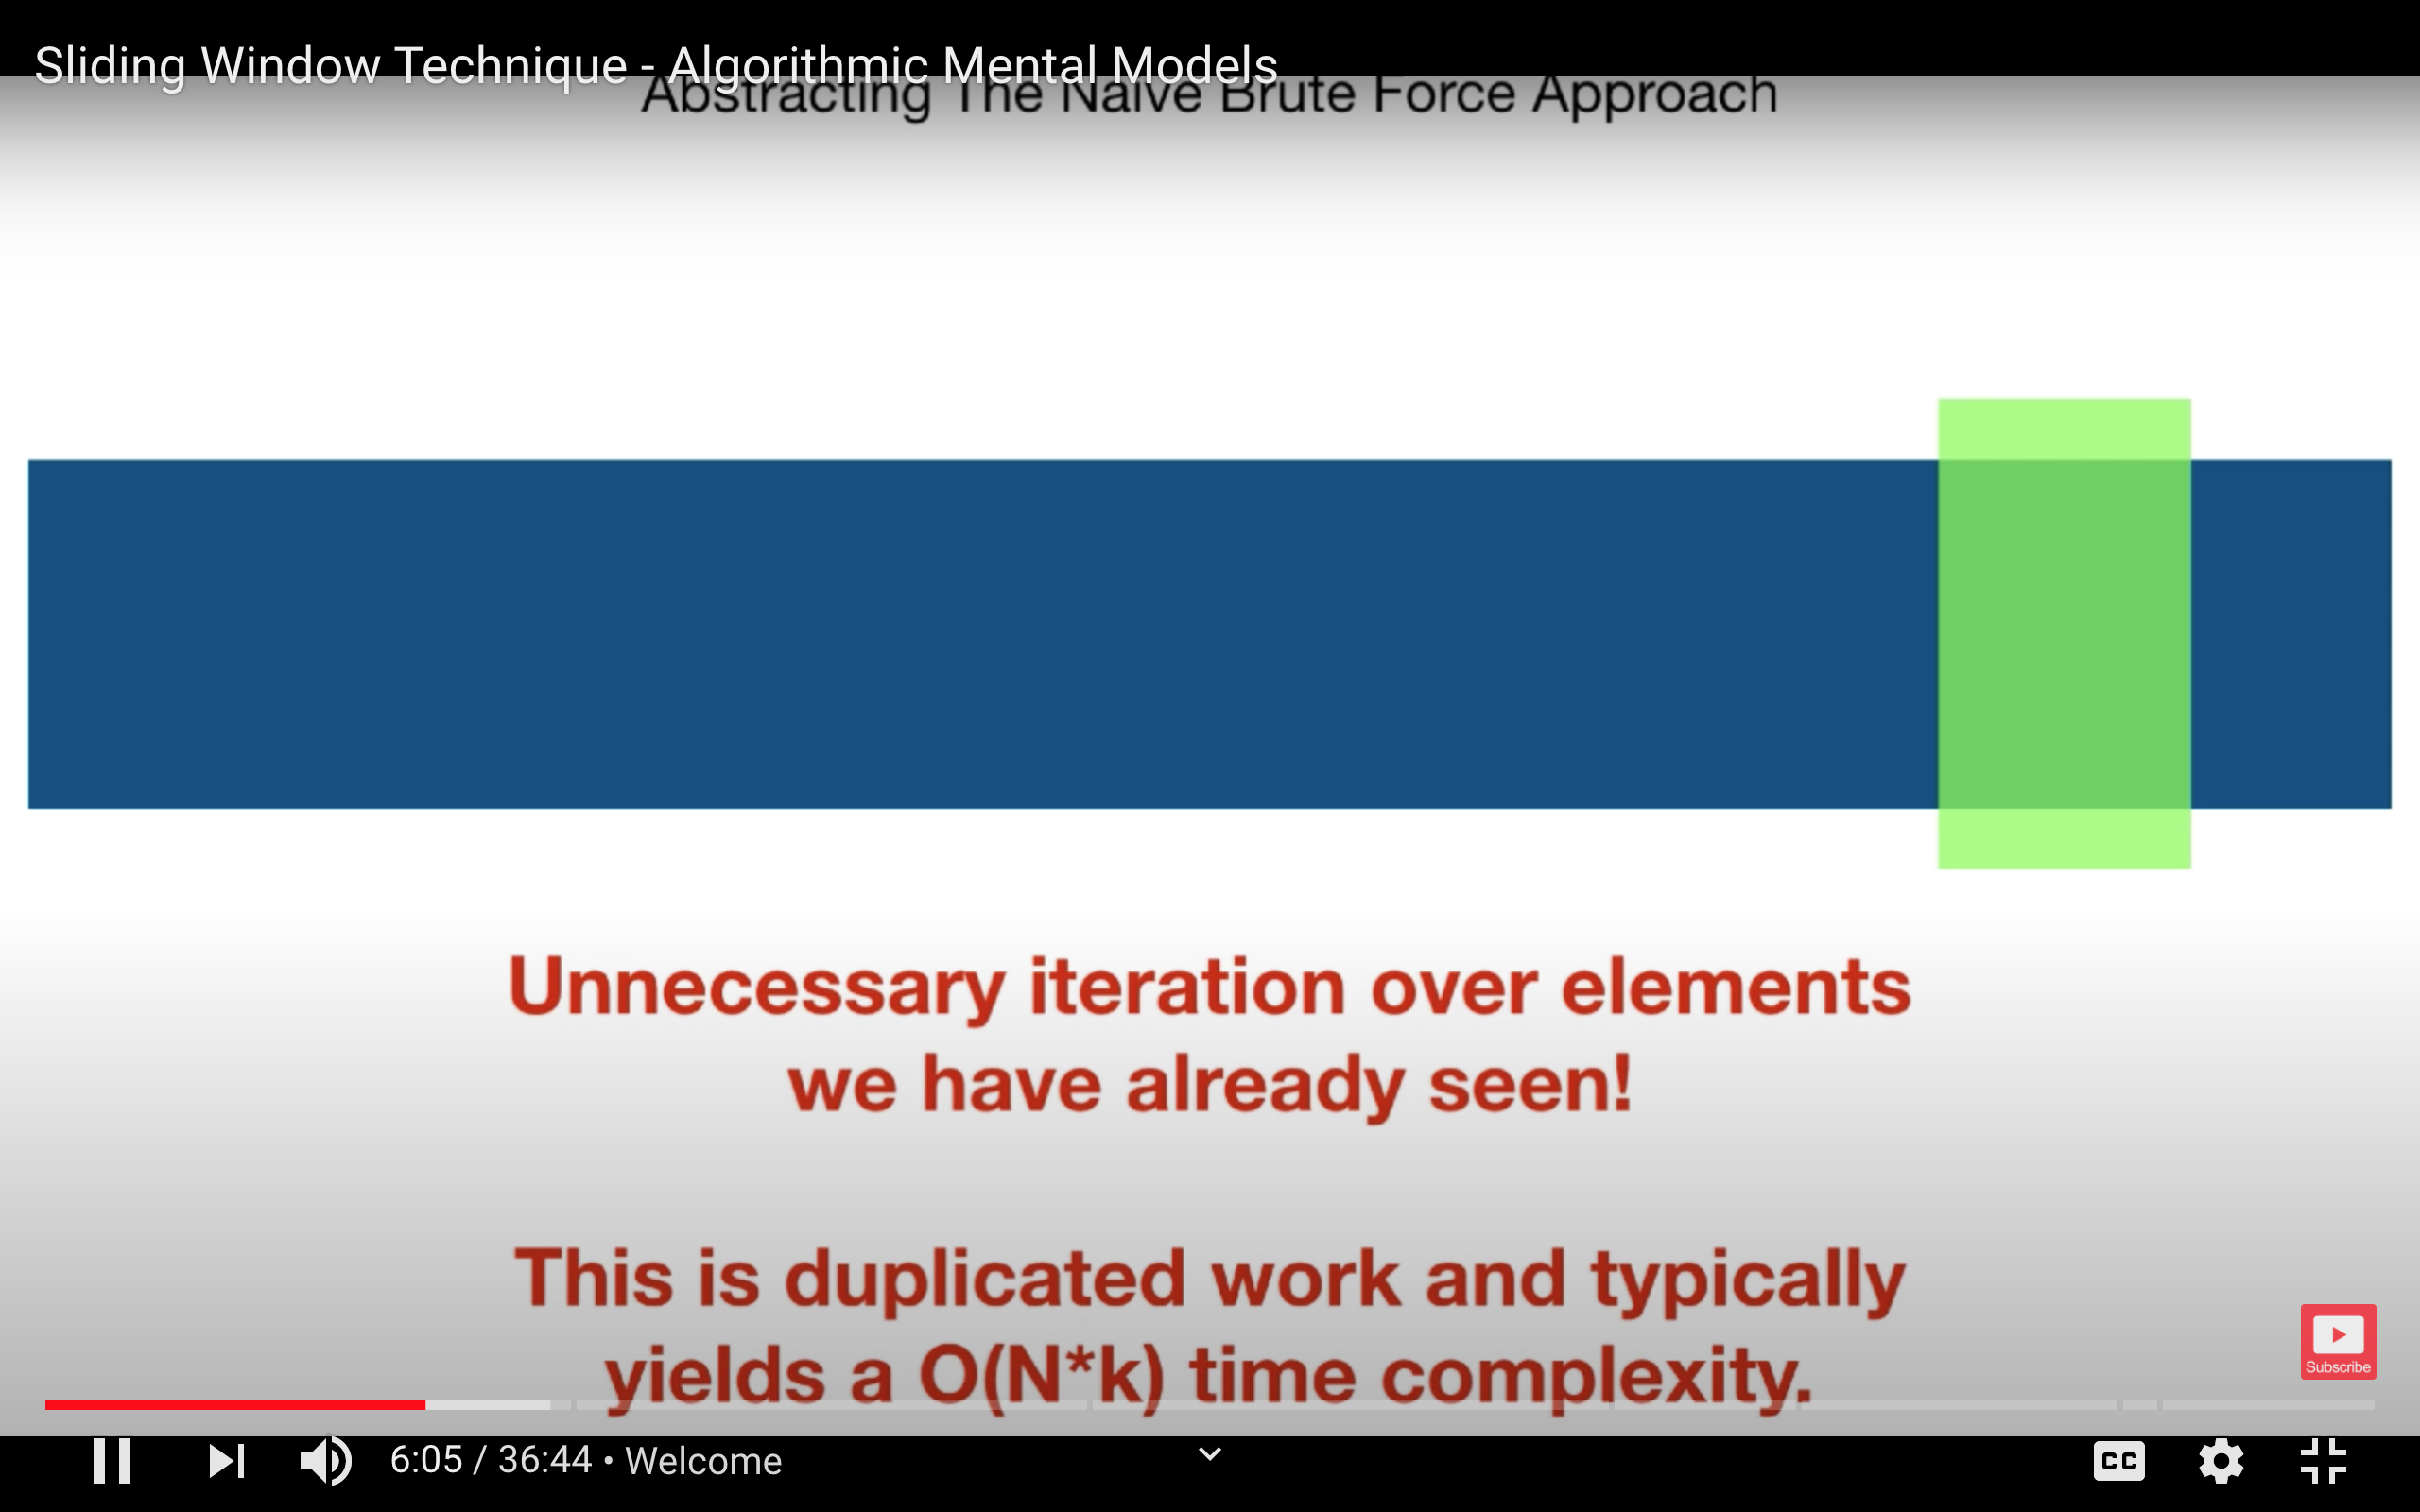 Sliding Window Technique - Algorithmic Mental Models
Abstracting The Naive Brute Force Approach
Unnecessary iteration over elements
we have already seen!
This is duplicated work and typically
yields a O(N*k) time complexity.
Subscribe
6:05 / 36:44 • Welcome
CC